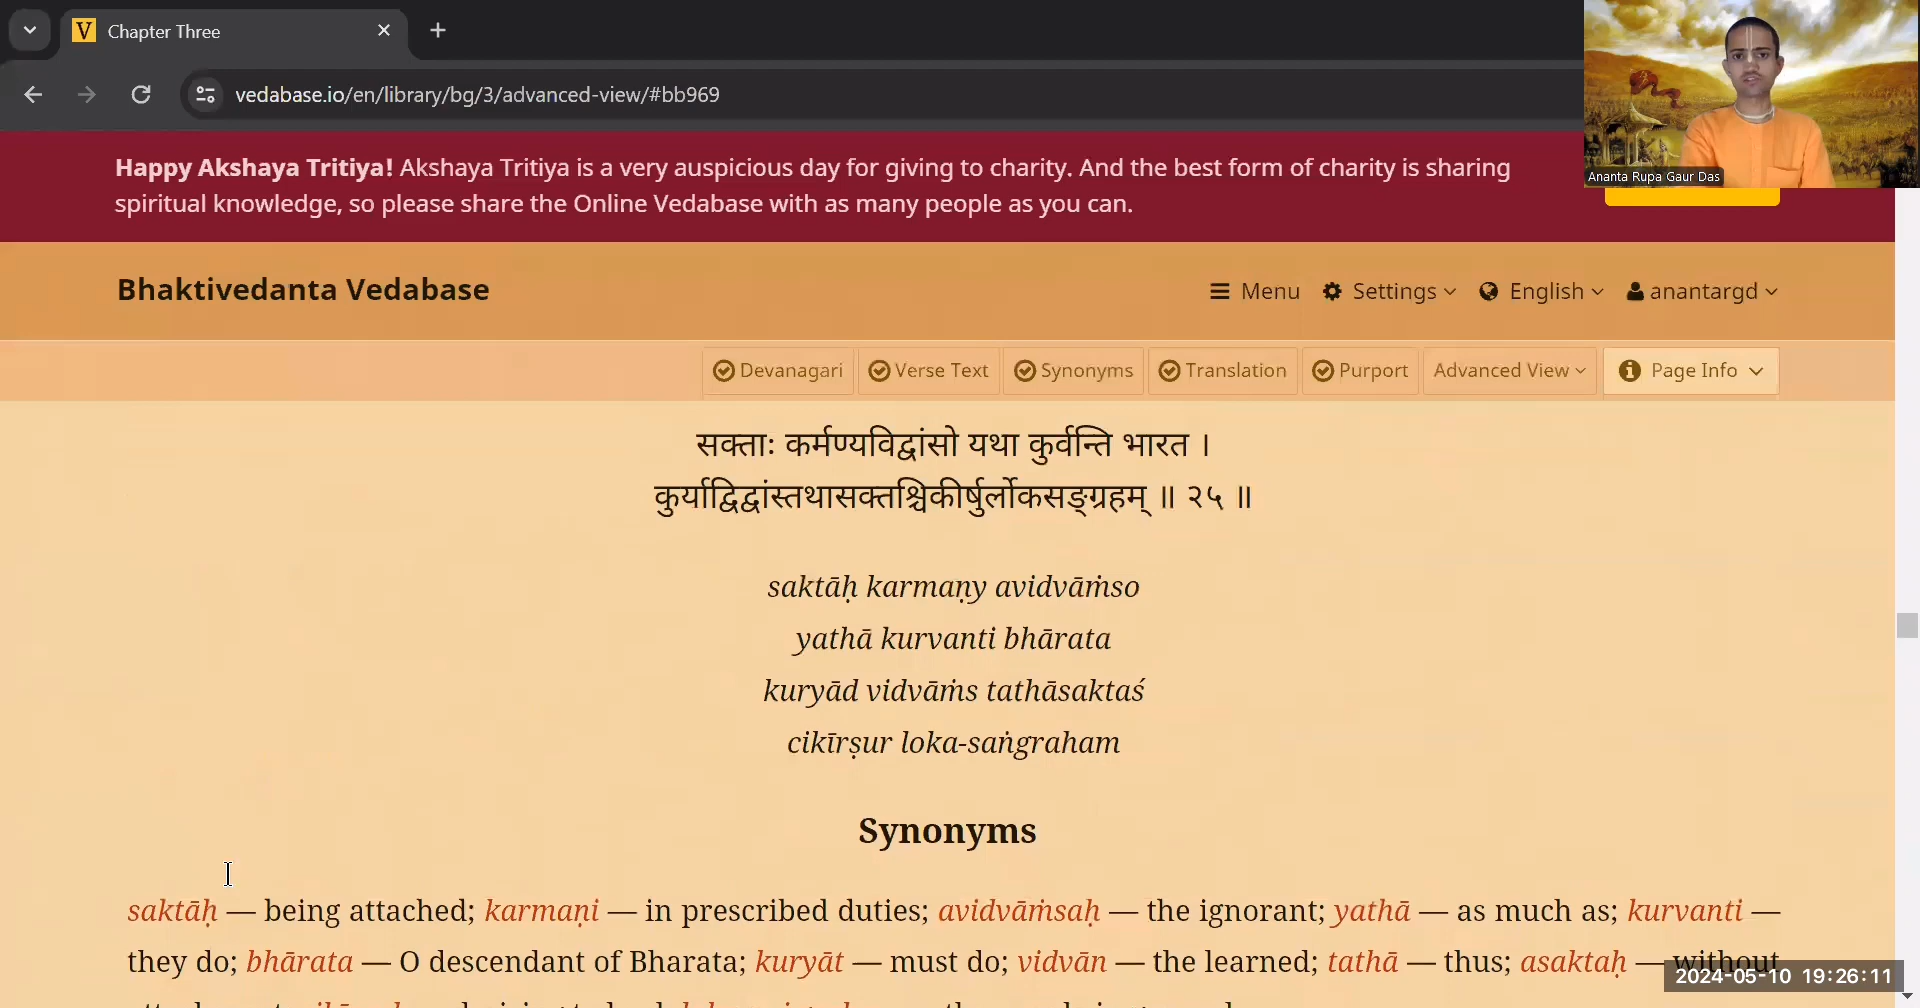 V Chapter Three
vedabase.io/en/library/bg/3/advanced-view/#bb969
Happy Akshaya Tritiya! Akshaya Tritiya is a very auspicious day for giving to charity. And the best form of charity is sharing
spiritual knowledge, so please share the Online Vedabase with as many people as you can.
Ananta Rupa Gaur Das
Bhaktivedanta Vedabase
Menu Settings English anantargd
Devanagari Verse Text Synonyms Translation Purport Advanced View Page Info
सक्ताः कर्मण्यविद्वांसो यथा कुर्वन्ति भारत ।
कुर्याद्विद्वांस्तथासक्तश्चिकीर्षुर्लोकसङ्ग्रहम् ॥ २५ ॥
saktāḥ karmaṇy avidvāṁso
yathā kurvanti bhārata
kuryād vidvāṁs tathāsaktaś
cikīrṣur loka-saṅgraham
Synonyms
saktāḥ — being attached; karmaṇi — in prescribed duties; avidvāṁsaḥ — the ignorant; yathā — as much as; kurvanti —
they do; bhārata — O descendant of Bharata; kuryāt — must do; vidvān — the learned; tathā — thus; asaktaḥ — without
2024-05-10 19:26:11